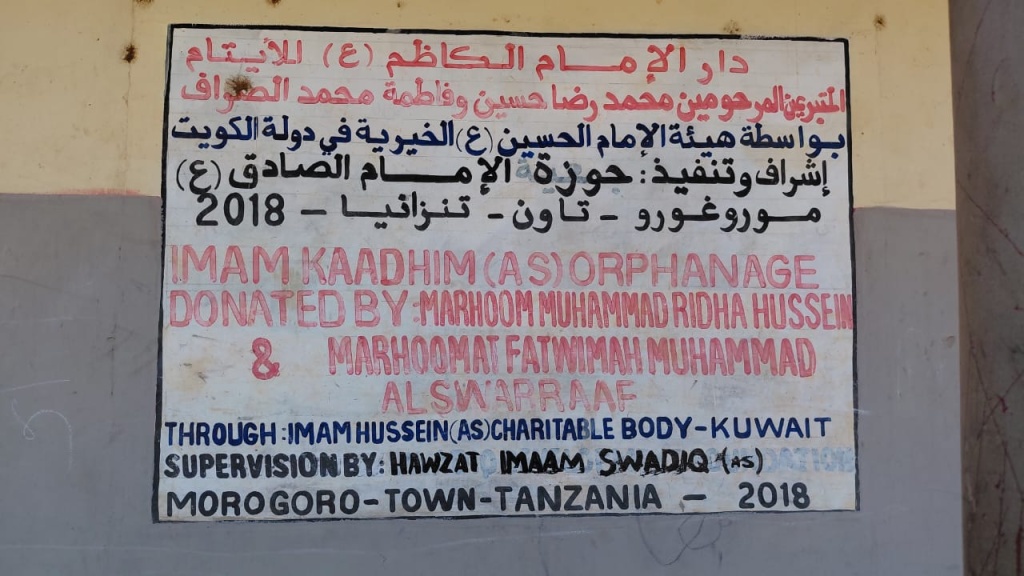 دار الإمام الكاظم (ع) للأيتام
المتبرعين المرحومين محمد رضا حسين وفاطمة محمد الصواف
بواسطة هيئة الإمام الحسين (ع) الخيرية في دولة الكويت
إشراف وتنفيذ: حوزة الإمام الصادق (ع)
موروغورو - تاون - تنزانيا - 2018
IMAM KAADHIM (AS) ORPHANAGE
DONATED BY: MARHOOM MUHAMMAD RIDHA HUSSEIN
& MARHOOMAT FATWIMAH MUHAMMAD
ALSWARRAAF
THROUGH: IMAM HUSSEIN (AS) CHARITABLE BODY-KUWAIT
SUPERVISION BY: HAWZAT IMAAM SWADIQ (AS)
MOROGORO-TOWN-TANZANIA - 2018